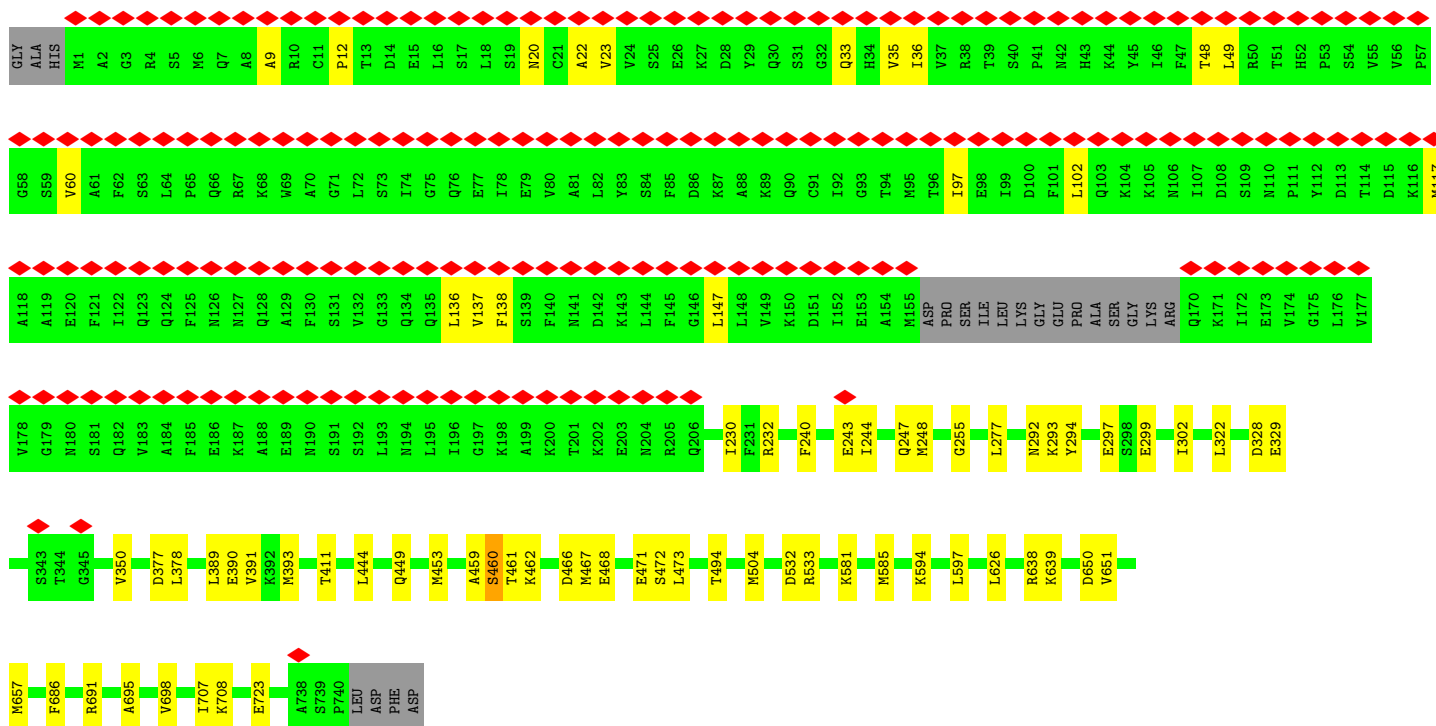 GLY ALA HIS M1 A2 G3 R4 S5 M6 Q7 A8 A9 R10 C11 P12 T13 D14 E15 L16 S17 L18 S19 N20 C21 A22 V23 V24 S25 E26 K27 D28 Y29 Q30 S31 G32 Q33 H34 V35 I36 V37 R38 T39 S40 P41 N42 H43 K44 Y45 I46 F47 T48 L49 R50 T51 H52 P53 S54 V55 V56 P57
G58 S59 V60 A61 F62 S63 L64 P65 Q66 R67 K68 W69 A70 G71 L72 S73 I74 G75 Q76 E77 I78 E79 V80 A81 L82 Y83 S84 F85 D86 K87 A88 K89 Q90 C91 I92 G93 T94 M95 T96 I97 E98 I99 D100 F101 L102 Q103 K104 K105 N106 I107 D108 S109 N110 P111 Y112 D113 T114 D115 K116 M117
A118 A119 E120 F121 I122 Q123 Q124 F125 N126 N127 Q128 A129 F130 S131 V132 G133 Q134 Q135 L136 V137 F138 S139 F140 N141 D142 K143 L144 F145 G146 L147 L148 V149 K150 D151 I152 E153 A154 M155 ASP PRO SER ILE LEU LYS GLY GLU PRO ALA SER GLY LYS ARG Q170 K171 I172 E173 V174 G175 L176 V177
V178 G179 N180 S181 Q182 V183 A184 F185 E186 K187 A188 E189 N190 S191 S192 L193 N194 L195 I196 G197 K198 A199 K200 T201 K202 E203 N204 R205 Q206 I230 F231 R232 F240 E243 I244 Q247 M248 G255 L277 N292 K293 Y294 E297 S298 E299 I302 L322 D328 E329
S343 T344 G345 V350 D377 L378 L389 E390 V391 K392 M393 T411 L444 Q449 M453 A459 S460 T461 K462 D466 M467 E468 E471 S472 L473 T494 M504 D532 R533 K581 M585 K594 L597 L626 R638 K639 D650 V651
M657 F686 R691 A695 V698 I707 K708 E723 A738 S739 P740 LEU ASP PHE ASP